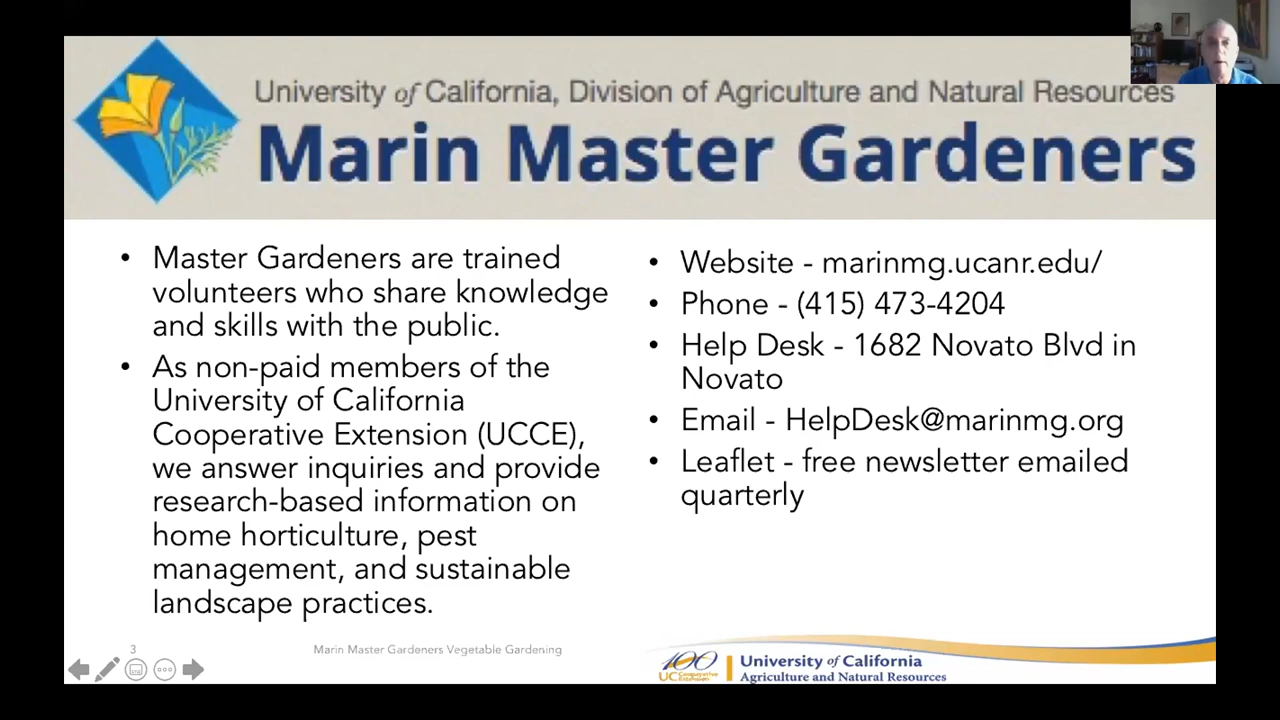 University of California, Division of Agriculture and Natural Resources
Marin Master Gardeners
• Master Gardeners are trained
volunteers who share knowledge
and skills with the public.
• As non-paid members of the
University of California
Cooperative Extension (UCCE),
we answer inquiries and provide
research-based information on
home horticulture, pest
management, and sustainable
landscape practices.
• Website - marinmg.ucanr.edu/
• Phone - (415) 473-4204
• Help Desk - 1682 Novato Blvd in
Novato
• Email - HelpDesk@marinmg.org
• Leaflet - free newsletter emailed
quarterly
3
Marin Master Gardeners Vegetable Gardening
100
UC Cooperative
Extension
University of California
Agriculture and Natural Resources